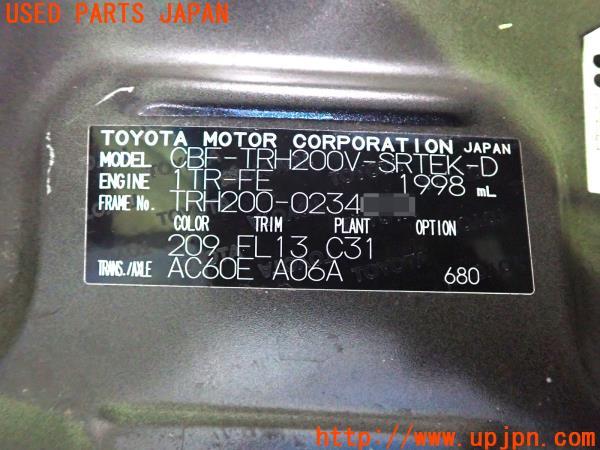 USED PARTS JAPAN
TOYOTA MOTOR CORPORATION JAPAN
MODEL CBF-TRH200V-SRTEK-D
ENGINE 1TR-FE 1998 mL
FRAME No. TRH200-0234
COLOR TRIM PLANT OPTION
209 FL13 C31
TRANS./AXLE AC60E A06A 680
http://www.upjpn.com